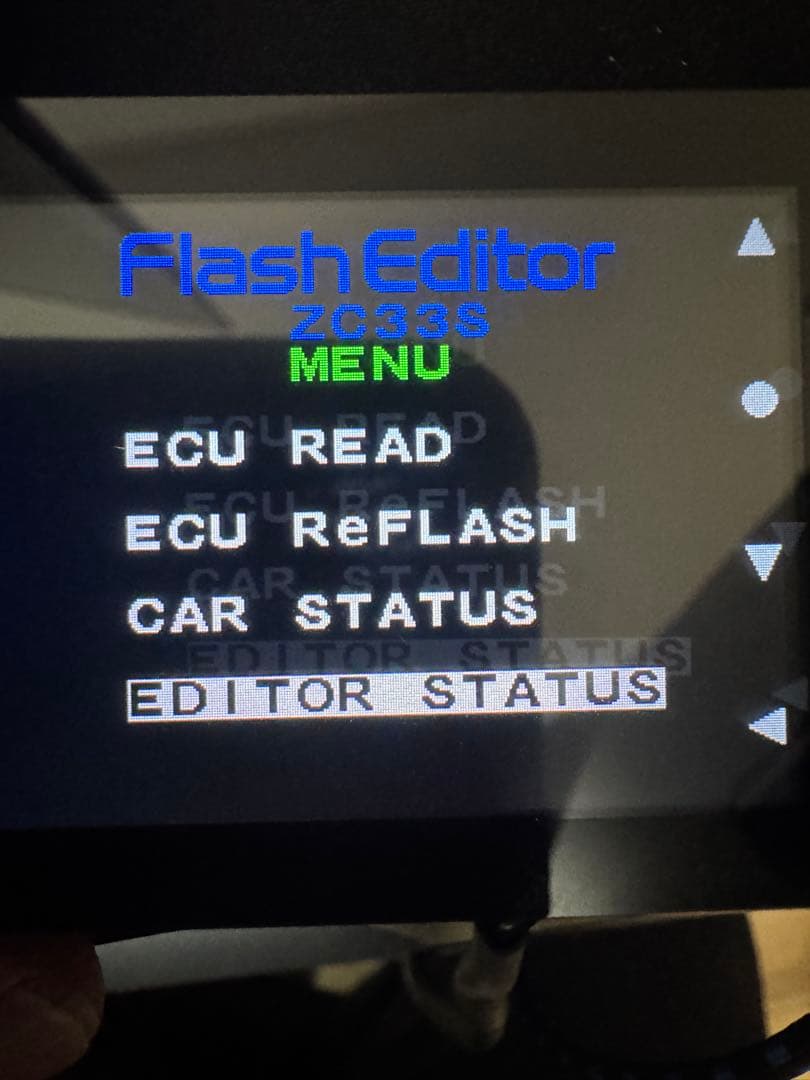 Flash Editor
ZC33S
MENU
ECU READ
ECU ReFLASH
CAR STATUS
EDITOR STATUS